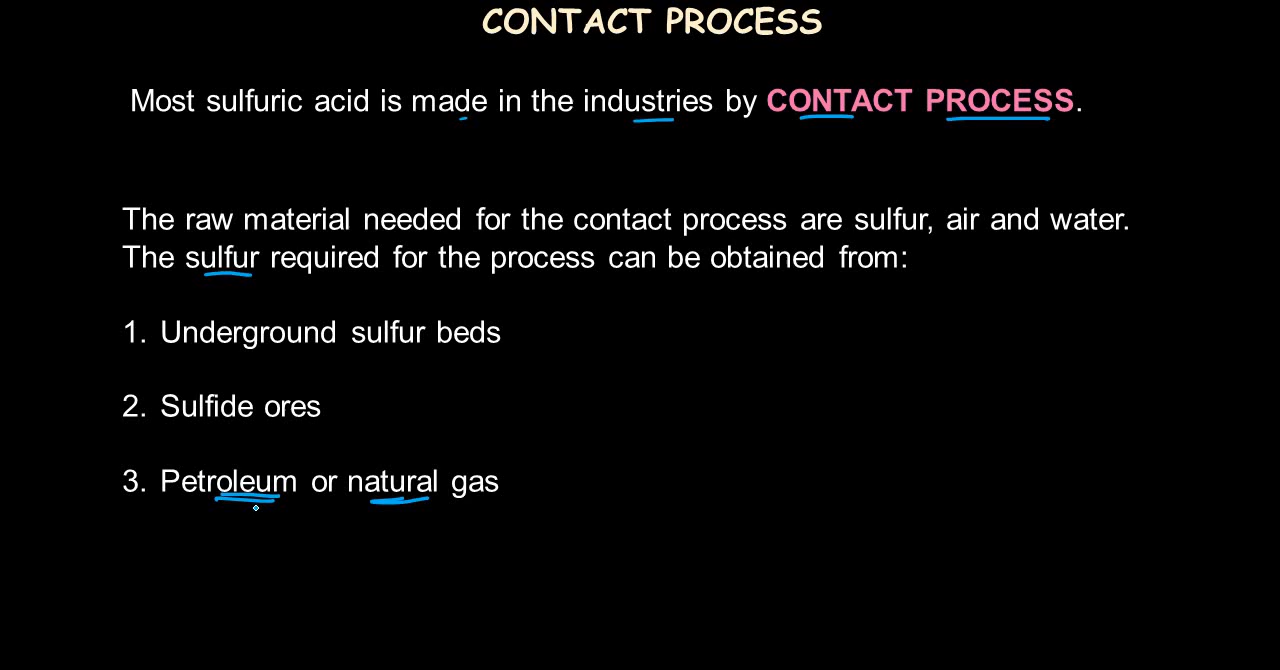 CONTACT PROCESS
Most sulfuric acid is made in the industries by CONTACT PROCESS.
The raw material needed for the contact process are sulfur, air and water.
The sulfur required for the process can be obtained from:
1. Underground sulfur beds
2. Sulfide ores
3. Petroleum or natural gas